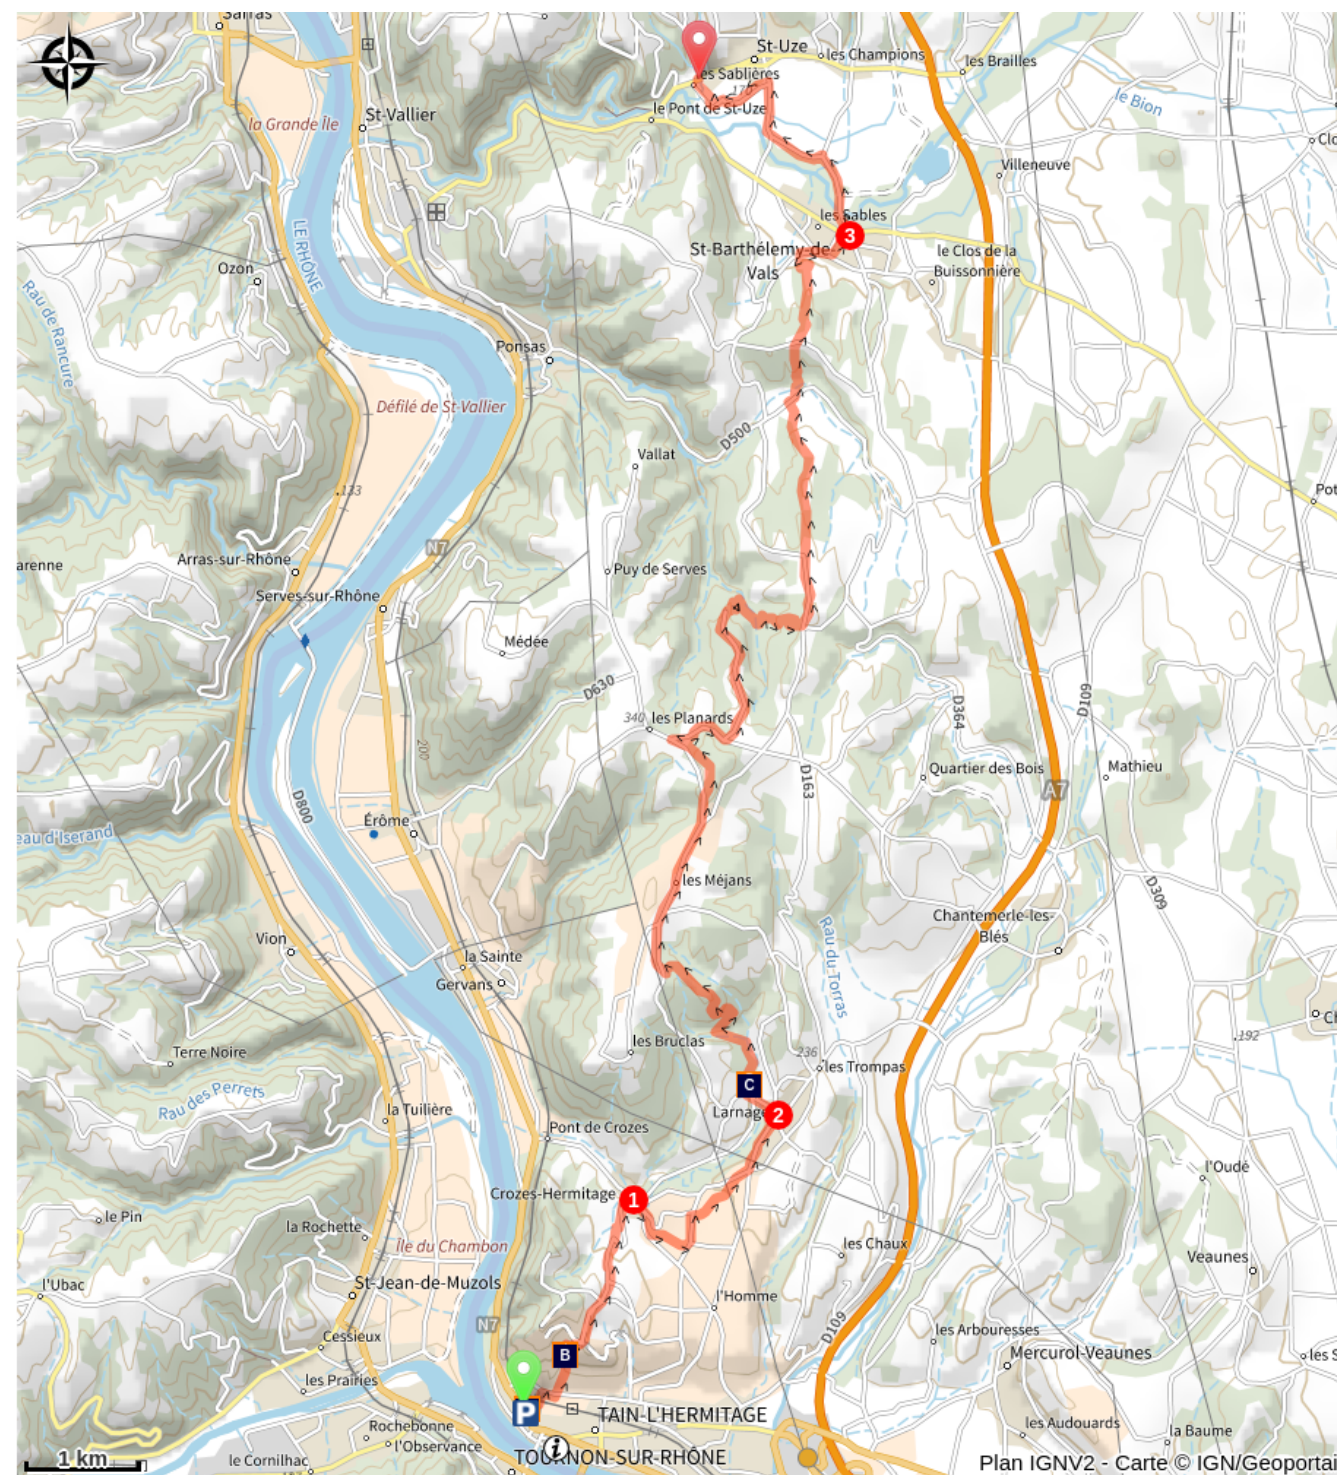 Sarras
St-Uze
les Champions
les Brailles
les Sablières
175
le Pont de St-Uze
le Bion
la Grande Île
St-Vallier
Villeneuve
LE RHÔNE
les Sables
3
St-Barthélemy-de-
Vals
le Clos de la
Buissonnière
Ozon
Rau de Rancure
Ponsas
Défilé de St-Vallier
D500
Vallat
133
Pot
N7
Arras-sur-Rhône
arenne
Puy de Serves
Serves-sur-Rhône
Médée
D630
340
les Planards
D364
D109
200
D163
Quartier des Bois
Mathieu
A7
D800
Érôme
eau d'Iserand
les Méjans
D309
Chantemerle-les-
Blés
Rau du Torras
Vion
la Sainte
Gervans
les Bruclas
192
Terre Noire
236
les Trompas
C
Rau des Perrets
la Tuilière
Larnage
2
Pont de Crozes
l'Oudé
Crozes-Hermitage
1
le Pin
la Rochette
Île du Chambon
les Chaux
Veaunes
l'Ubac
St-Jean-de-Muzols
l'Homme
N7
Cessieux
D109
les Arbouresses
B
Mercurol-Veaunes
les S
les Prairies
P
TAIN-L'HERMITAGE
Rochebonne
l'Observance
les Audouards
la Baume
le Cornilhac
TOURNON-SUR-RHÔNE
i
1 km
Plan IGNV2 - Carte © IGN/Geoportai